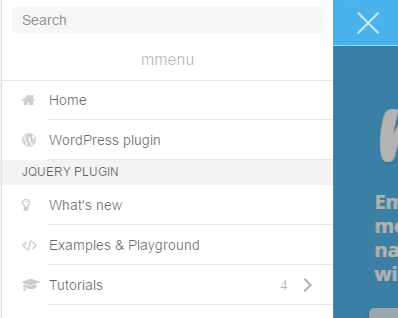 Search
mmenu
Home
WordPress plugin
JQUERY PLUGIN
What's new
Examples & Playground
Tutorials 4